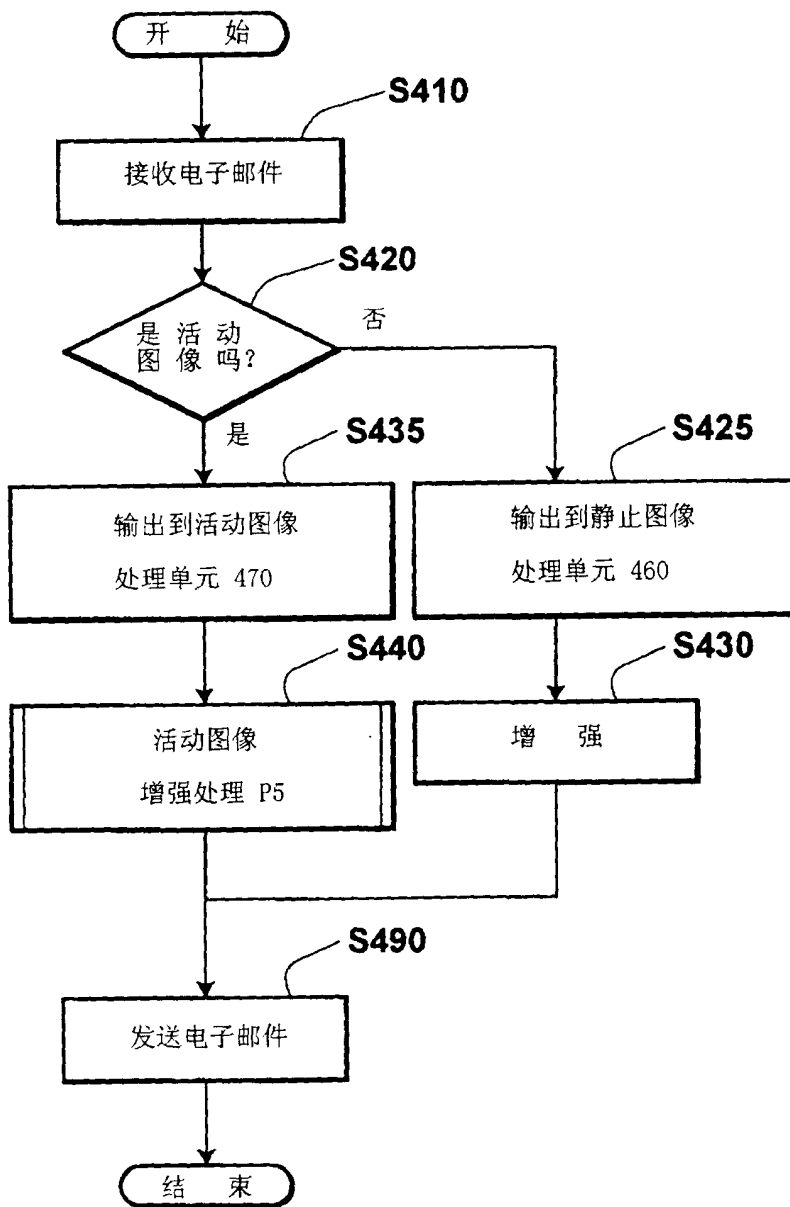 开 始
S410
接收电子邮件
S420
是 活 动
图 像 吗?
否
是
S435
输出到活动图像
处理单元 470
S425
输出到静止图像
处理单元 460
S440
活动图像
增强处理 P5
S430
增 强
S490
发送电子邮件
结 束